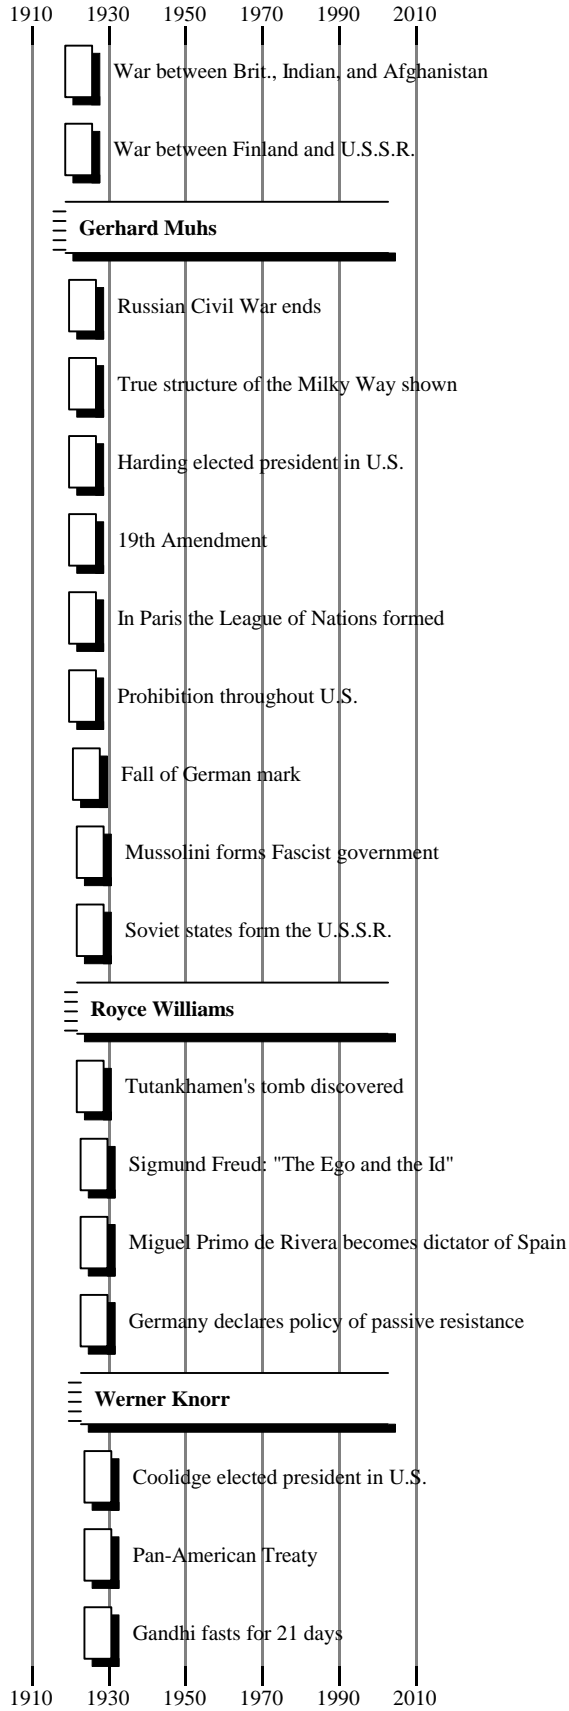 1910 1930 1950 1970 1990 2010
War between Brit., Indian, and Afghanistan
War between Finland and U.S.S.R.
Gerhard Muhs
Russian Civil War ends
True structure of the Milky Way shown
Harding elected president in U.S.
19th Amendment
In Paris the League of Nations formed
Prohibition throughout U.S.
Fall of German mark
Mussolini forms Fascist government
Soviet states form the U.S.S.R.
Royce Williams
Tutankhamen's tomb discovered
Sigmund Freud: "The Ego and the Id"
Miguel Primo de Rivera becomes dictator of Spain
Germany declares policy of passive resistance
Werner Knorr
Coolidge elected president in U.S.
Pan-American Treaty
Gandhi fasts for 21 days
1910 1930 1950 1970 1990 2010